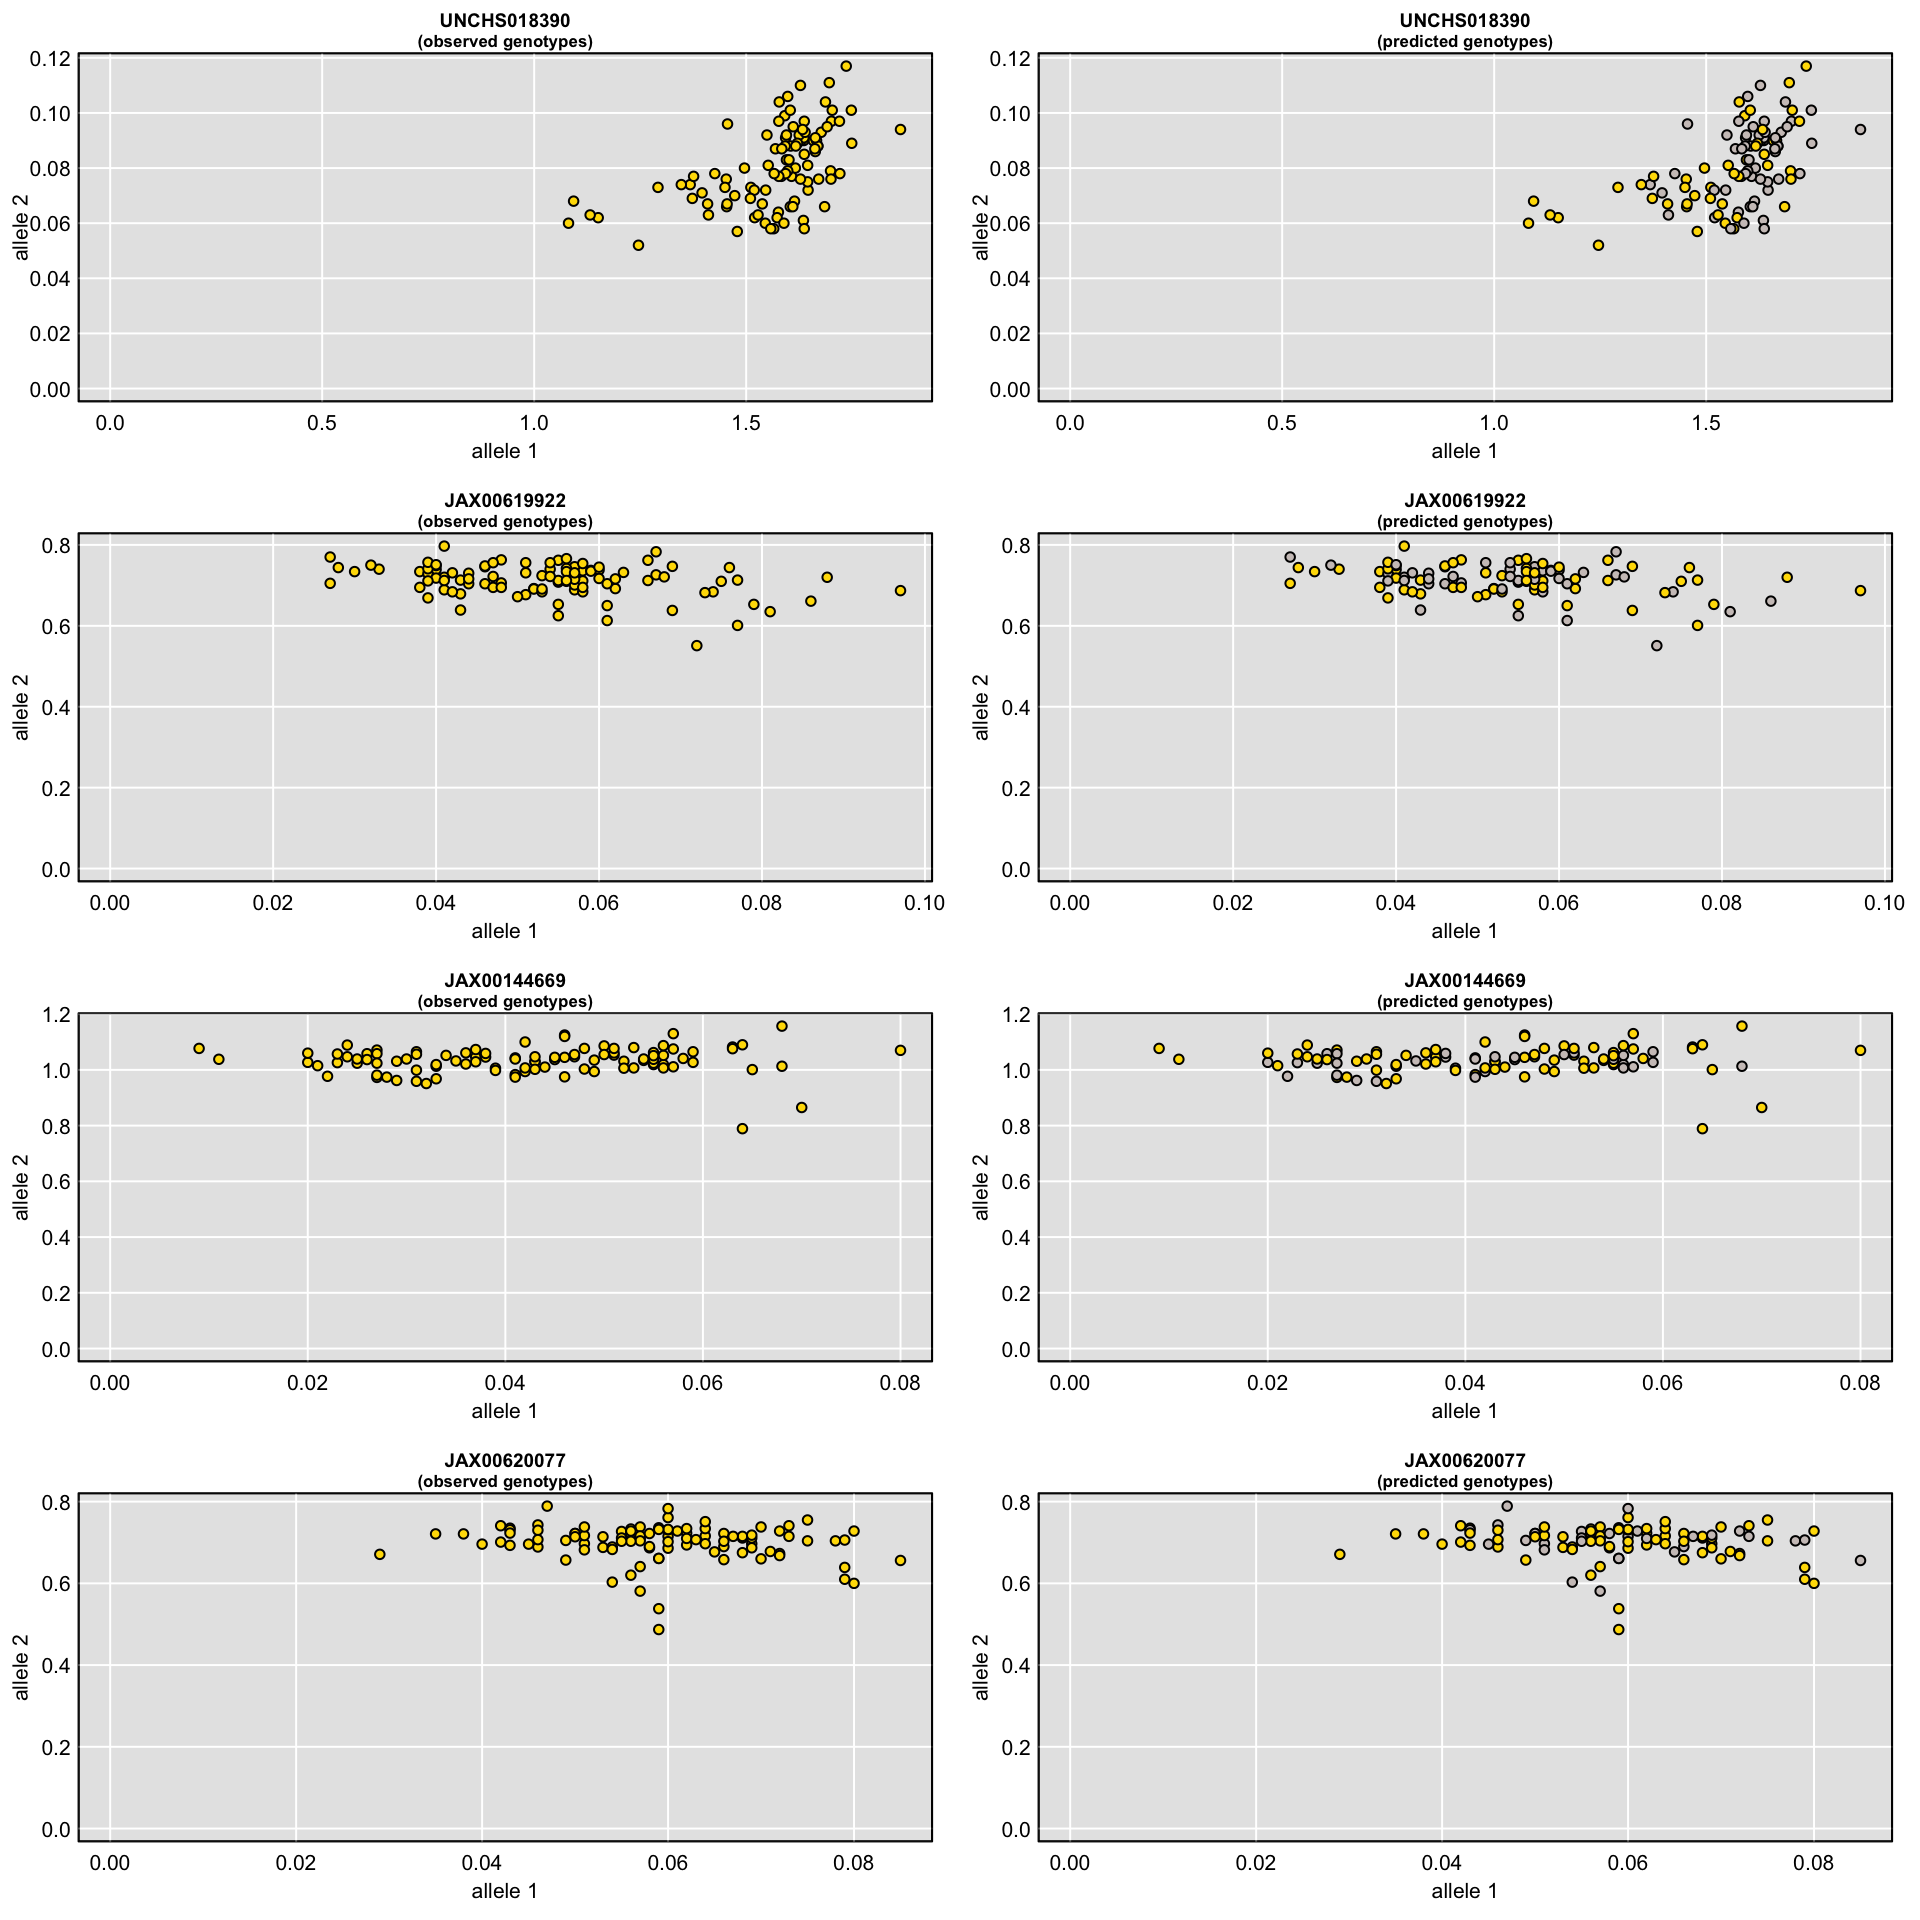 UNCHS018390
(observed genotypes)
0.12
0.10
0.08
0.06
0.04
0.02
0.00
allele 2
0.0 0.5 1.0 1.5
allele 1
UNCHS018390
(predicted genotypes)
0.12
0.10
0.08
0.06
0.04
0.02
0.00
allele 2
0.0 0.5 1.0 1.5
allele 1
JAX00619922
(observed genotypes)
0.8
0.6
0.4
0.2
0.0
allele 2
0.00 0.02 0.04 0.06 0.08 0.10
allele 1
JAX00619922
(predicted genotypes)
0.8
0.6
0.4
0.2
0.0
allele 2
0.00 0.02 0.04 0.06 0.08 0.10
allele 1
JAX00144669
(observed genotypes)
1.2
1.0
0.8
0.6
0.4
0.2
0.0
allele 2
0.00 0.02 0.04 0.06 0.08
allele 1
JAX00144669
(predicted genotypes)
1.2
1.0
0.8
0.6
0.4
0.2
0.0
allele 2
0.00 0.02 0.04 0.06 0.08
allele 1
JAX00620077
(observed genotypes)
0.8
0.6
0.4
0.2
0.0
allele 2
0.00 0.02 0.04 0.06 0.08
allele 1
JAX00620077
(predicted genotypes)
0.8
0.6
0.4
0.2
0.0
allele 2
0.00 0.02 0.04 0.06 0.08
allele 1